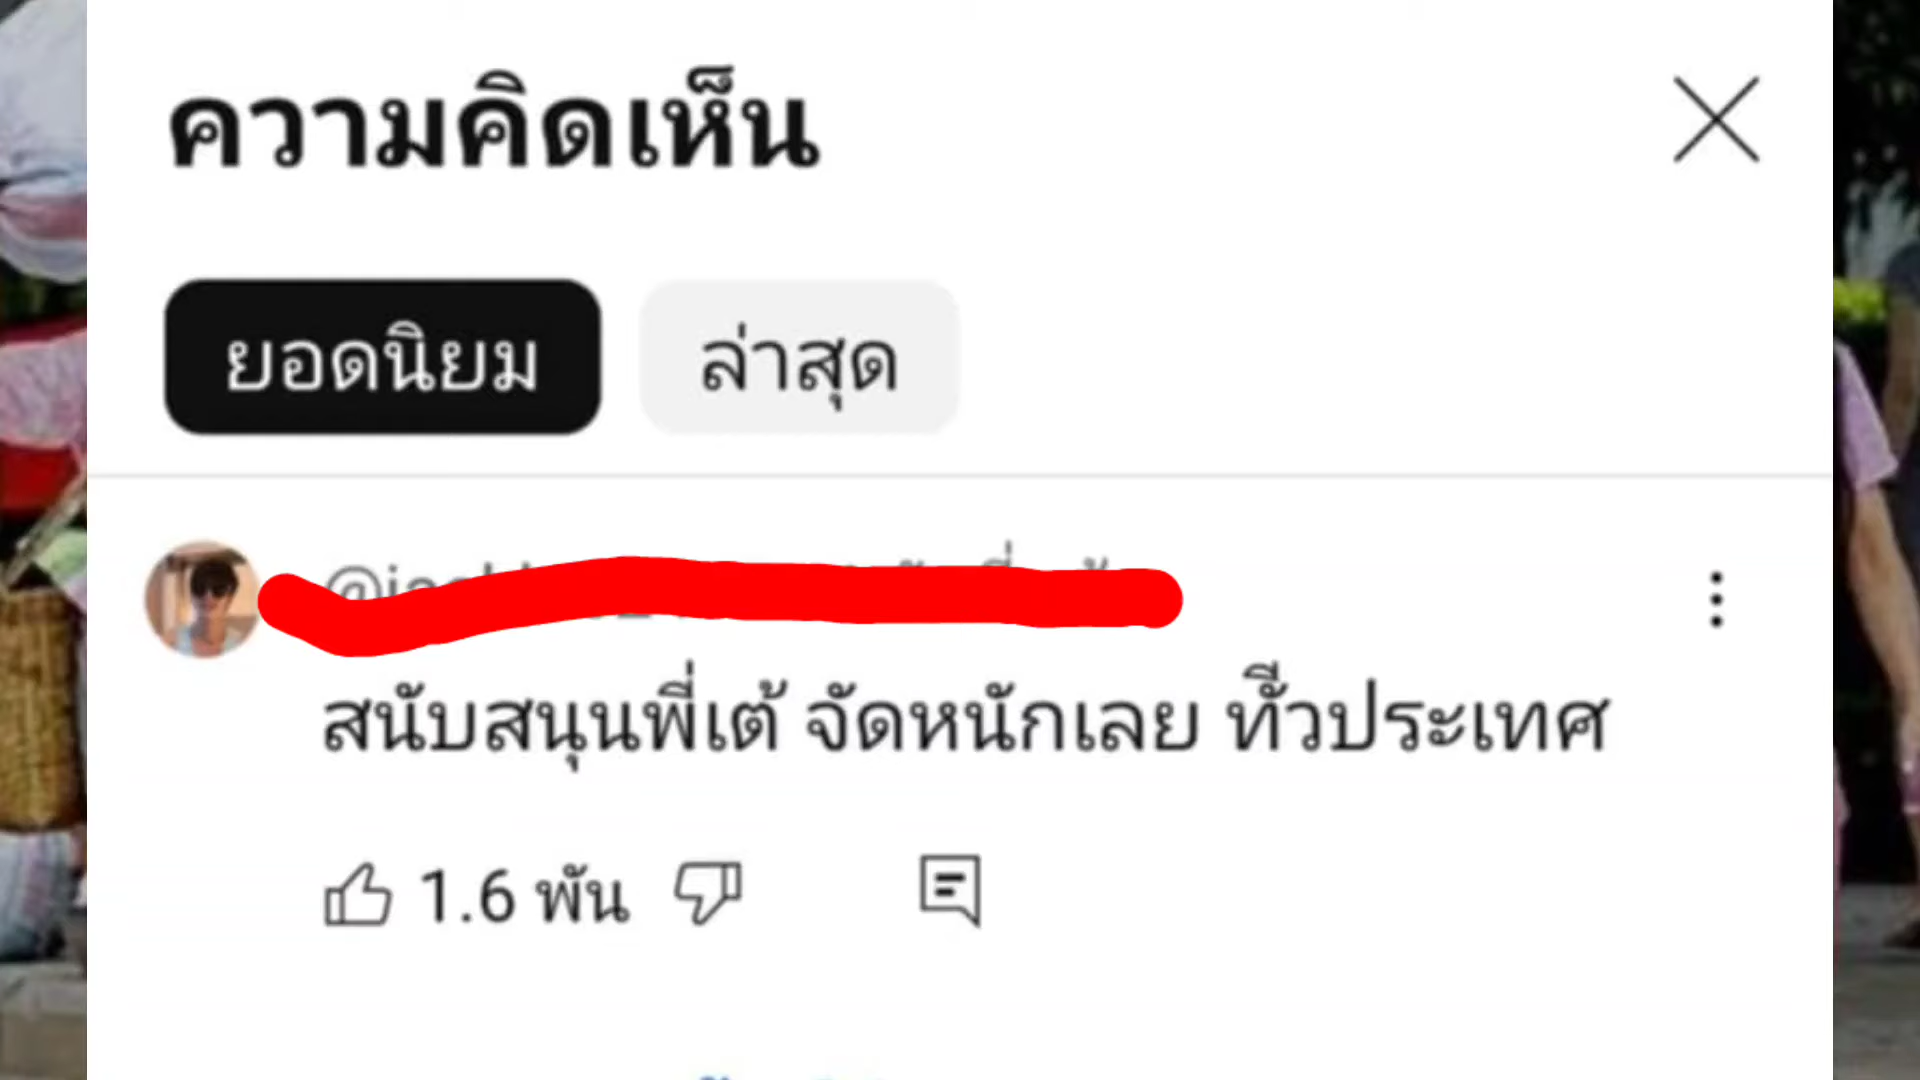 ความคิดเห็น
ยอดนิยม
ล่าสุด
สนับสนุนพี่เต้ จัดหนักเลย ทั่ีวประเทศ
1.6 พัน